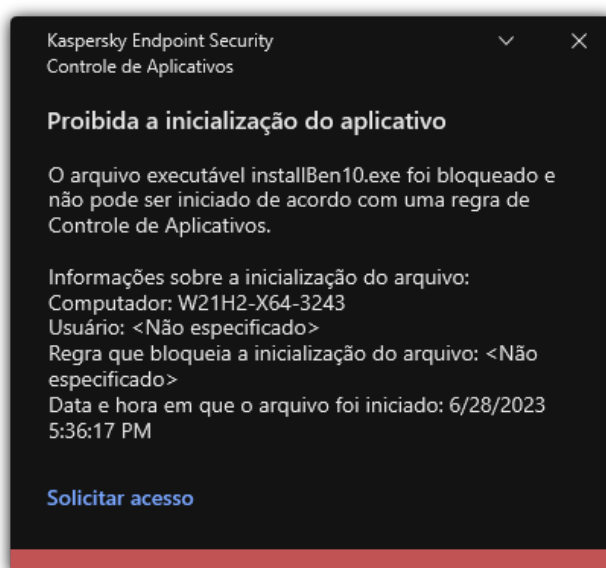 Kaspersky Endpoint Security
Controle de Aplicativos
Proibida a inicialização do aplicativo
O arquivo executável installBen10.exe foi bloqueado e
não pode ser iniciado de acordo com uma regra de
Controle de Aplicativos.
Informações sobre a inicialização do arquivo:
Computador: W21H2-X64-3243
Usuário: <Não especificado>
Regra que bloqueia a inicialização do arquivo: <Não
especificado>
Data e hora em que o arquivo foi iniciado: 6/28/2023
5:36:17 PM
Solicitar acesso